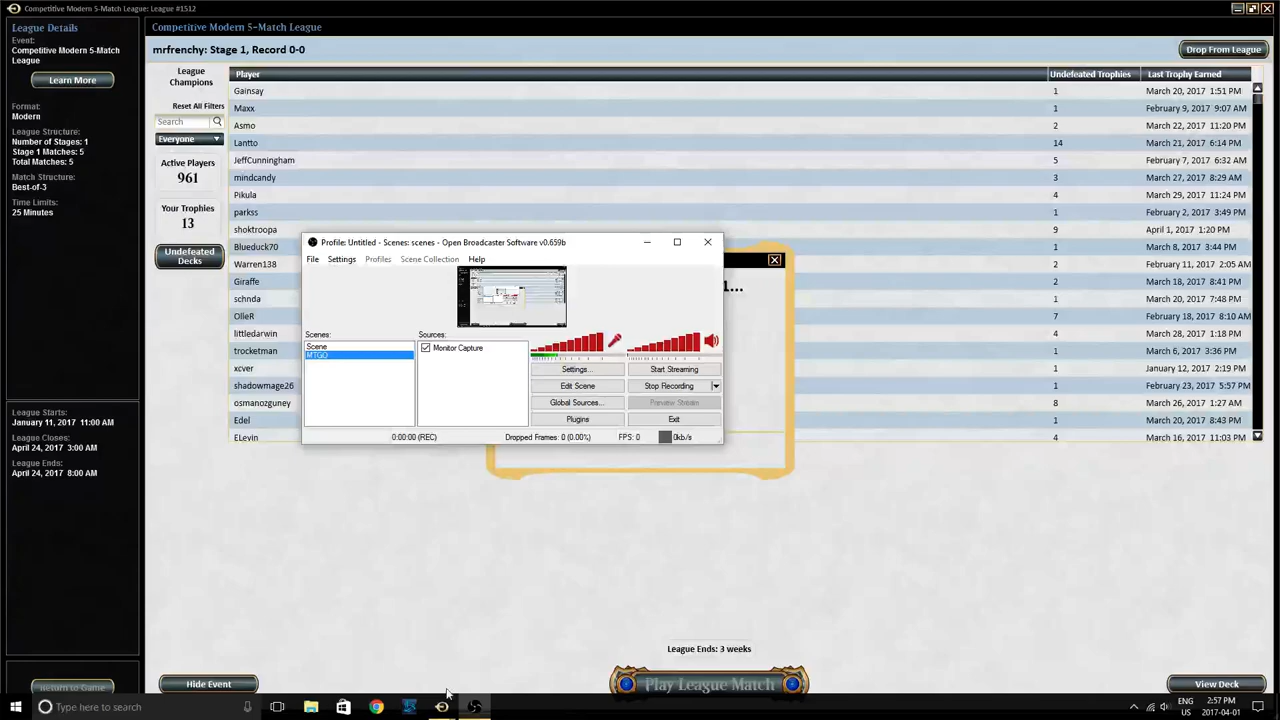 Competitive Modern 5-Match League: League #1512
League Details
Event:
Competitive Modern 5-Match
League
Learn More
Format:
Modern
League Structure:
Number of Stages: 1
Stage 1 Matches: 5
Total Matches: 5
Match Structure:
Best-of-3
Time Limits:
25 Minutes
League Starts:
January 11, 2017 11:00 AM
League Closes:
April 24, 2017 3:00 AM
League Ends:
April 24, 2017 8:00 AM
Return to Game
Competitive Modern 5-Match League
mrfrenchy: Stage 1, Record 0-0
Drop From League
League
Champions
Reset All Filters
Search
Everyone
Active Players
961
Your Trophies
13
Undefeated
Decks
Player Undefeated Trophies Last Trophy Earned
Gainsay 1 March 20, 2017 1:51 PM
Maxx 1 February 9, 2017 9:07 AM
Asmo 2 March 22, 2017 11:20 PM
Lantto 14 March 21, 2017 6:14 PM
JeffCunningham 5 February 7, 2017 6:32 AM
mindcandy 3 March 27, 2017 8:29 AM
Pikula 4 March 29, 2017 11:24 PM
parkss 1 February 2, 2017 3:49 PM
shoktroopa 9 April 1, 2017 1:20 PM
Blueduck70 1 March 8, 2017 3:44 PM
Warren138 2 February 11, 2017 2:05 AM
Giraffe 2 March 18, 2017 8:41 PM
schnda 1 March 20, 2017 7:48 PM
OlleR 7 February 18, 2017 8:10 AM
littledarwin 4 March 28, 2017 1:18 PM
trocketman 1 March 6, 2017 3:36 PM
xcver 1 January 12, 2017 2:19 PM
shadowmage26 1 February 23, 2017 5:57 PM
osmanozguney 8 March 26, 2017 1:27 AM
Edel 1 March 20, 2017 8:43 PM
ELevin 4 March 16, 2017 11:03 PM
1...
Profile: Untitled - Scenes: scenes - Open Broadcaster Software v0.659b
File Settings Profiles Scene Collection Help
Scenes: Sources:
Scene
MTGO
Monitor Capture
Settings... Start Streaming
Edit Scene Stop Recording
Global Sources... Preview Stream
Plugins Exit
0:00:00 (REC) Dropped Frames: 0 (0.00%) FPS: 0 0kb/s
League Ends: 3 weeks
Hide Event
Play League Match
View Deck
Type here to search
ENG
US
2:57 PM
2017-04-01